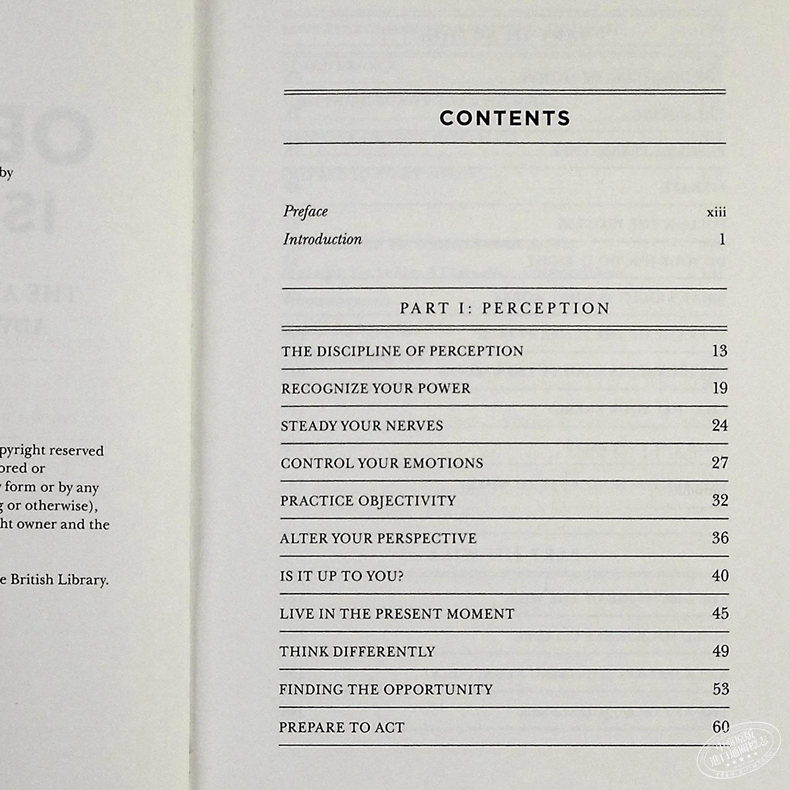 by
pyright reserved
ored or
y form or by any
g or otherwise),
ht owner and the
e British Library.
CONTENTS
Preface xiii
Introduction 1
PART I: PERCEPTION
THE DISCIPLINE OF PERCEPTION 13
RECOGNIZE YOUR POWER 19
STEADY YOUR NERVES 24
CONTROL YOUR EMOTIONS 27
PRACTICE OBJECTIVITY 32
ALTER YOUR PERSPECTIVE 36
IS IT UP TO YOU? 40
LIVE IN THE PRESENT MOMENT 45
THINK DIFFERENTLY 49
FINDING THE OPPORTUNITY 53
PREPARE TO ACT 60